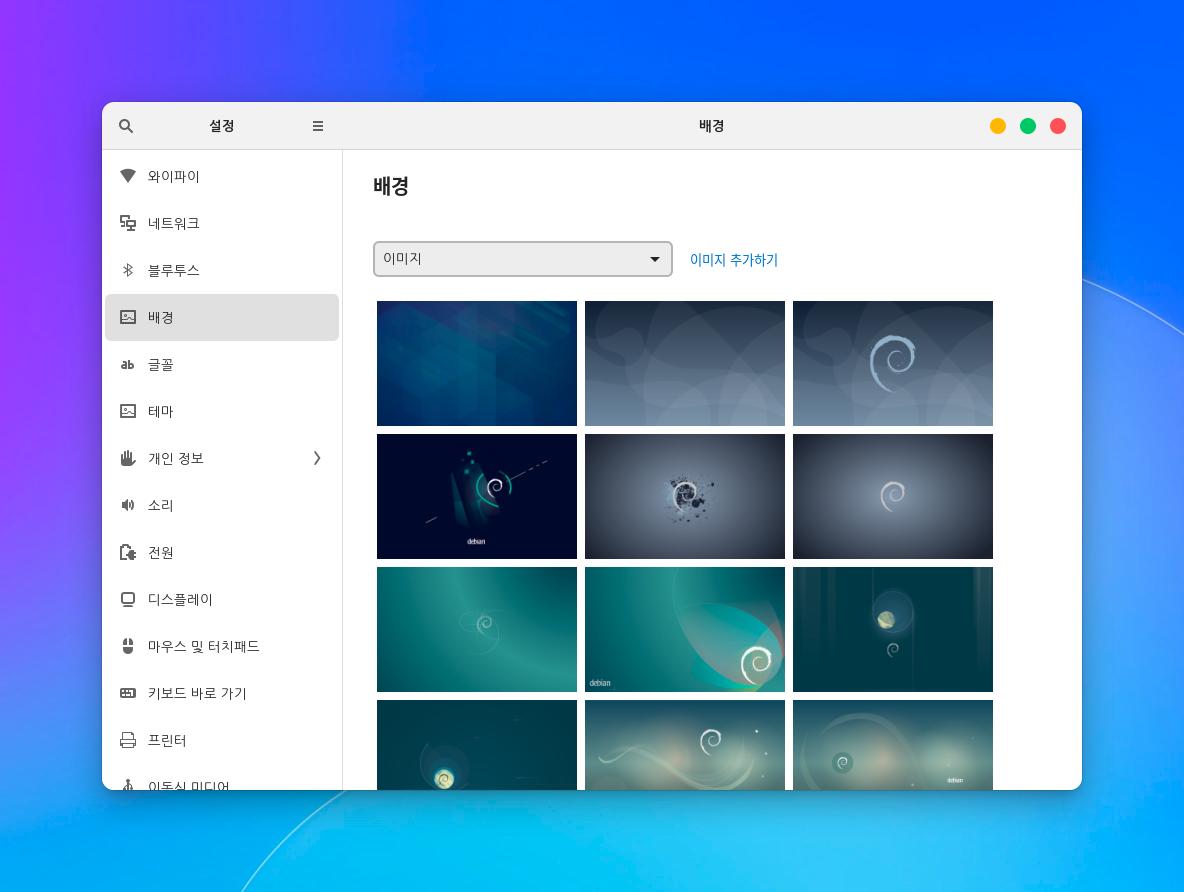 설정
배경
와이파이
네트워크
블루투스
배경
글꼴
테마
개인 정보
소리
전원
디스플레이
마우스 및 터치패드
키보드 바로 가기
프린터
이동식 미디어
배경
이미지
이미지 추가하기
debian
debian
debian